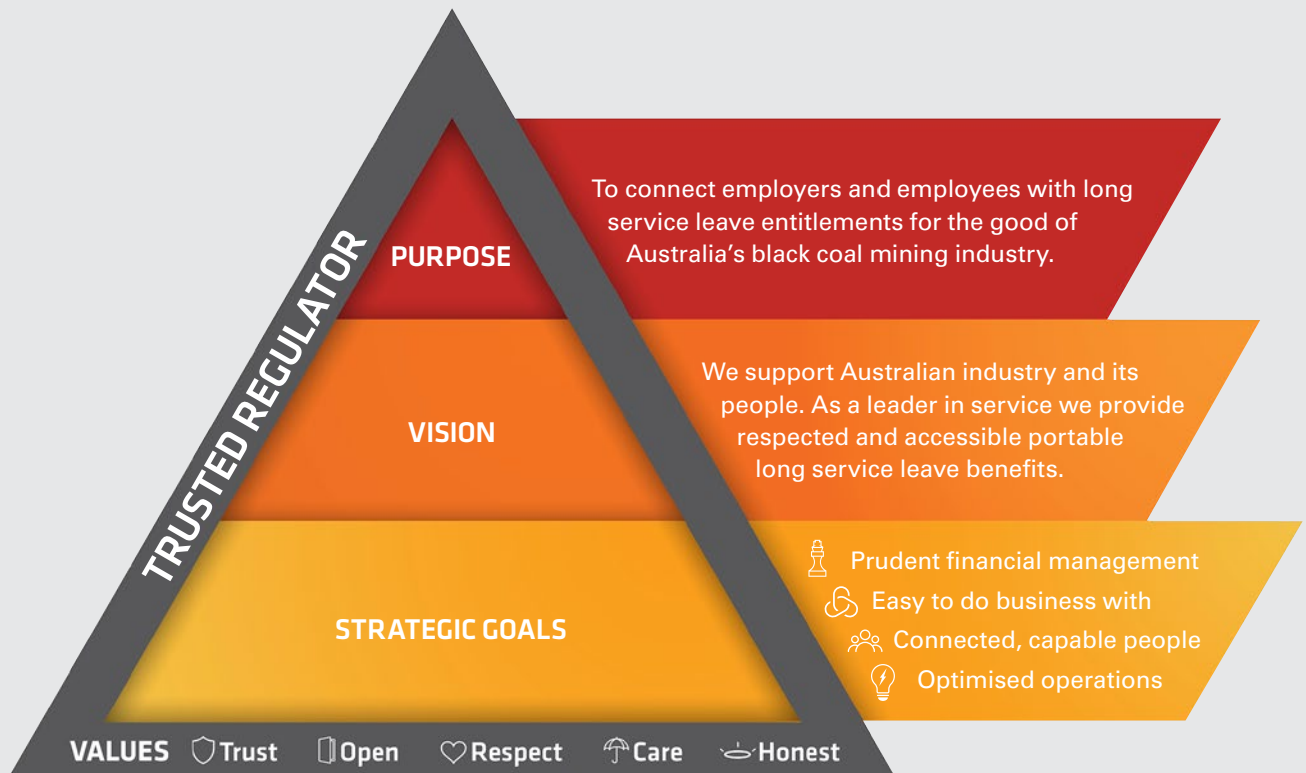 TRUSTED REGULATOR
PURPOSE
To connect employers and employees with long
service leave entitlements for the good of
Australia’s black coal mining industry.
VISION
We support Australian industry and its
people. As a leader in service we provide
respected and accessible portable
long service leave benefits.
STRATEGIC GOALS
Prudent financial management
Easy to do business with
Connected, capable people
Optimised operations
VALUES Trust Open Respect Care Honest